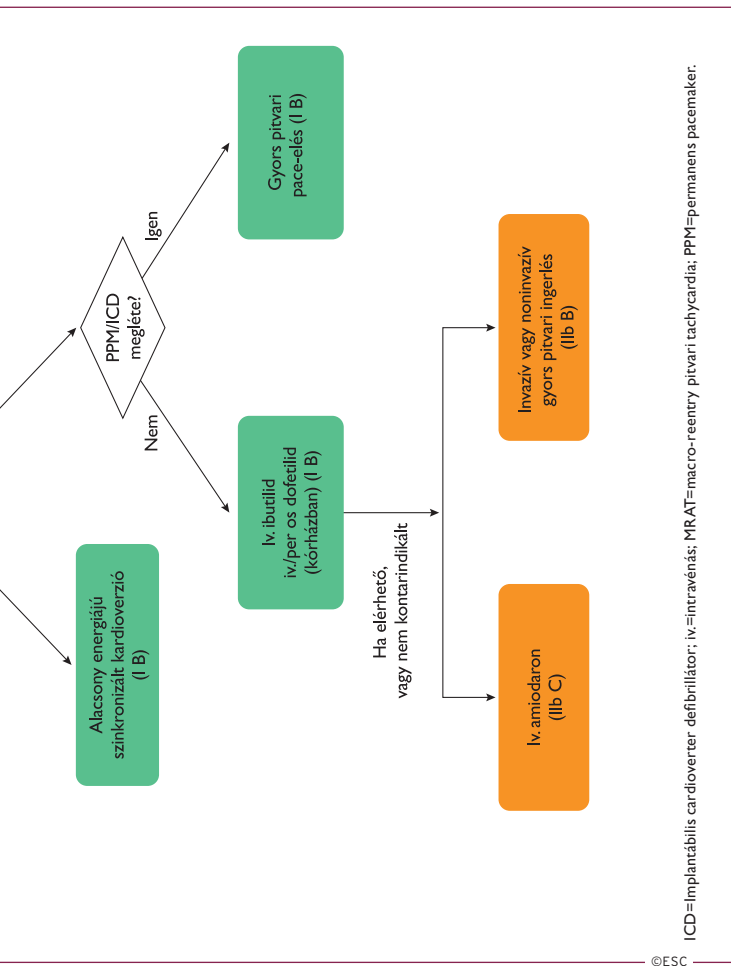 PPM/ICD
megléte?
Nem
Igen
Alacsony energiájú
szinkronizált kardioverzió
(I B)
Iv. ibutilid
iv./per os dofetilid
(kórházban) (I B)
Gyors pitvari
pace-elés (I B)
Ha elérhető,
vagy nem kontarindikált
Iv. amiodaron
(IIb C)
Invazív vagy noninvazív
gyors pitvari ingerlés
(IIb B)
ICD=Implantábilis cardioverter defibrillátor; iv.=intravénás; MRAT=macro-reentry pitvari tachycardia; PPM=permanens pacemaker.
©ESC